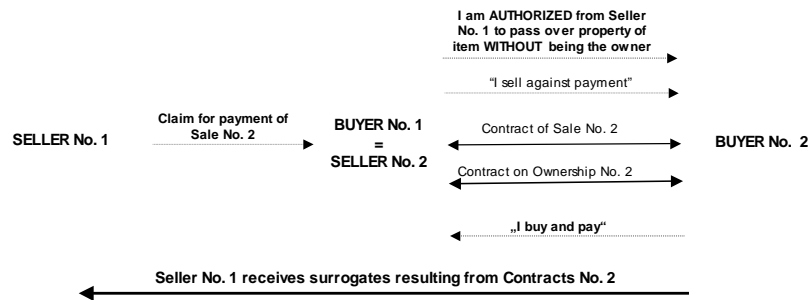 I am AUTHORIZED from Seller
No. 1 to pass over property of
item WITHOUT being the owner
“I sell against payment”
Claim for payment of
Sale No. 2
SELLER No. 1
BUYER No. 1
=
SELLER No. 2
Contract of Sale No. 2
BUYER No. 2
Contract on Ownership No. 2
„I buy and pay“
Seller No. 1 receives surrogates resulting from Contracts No. 2